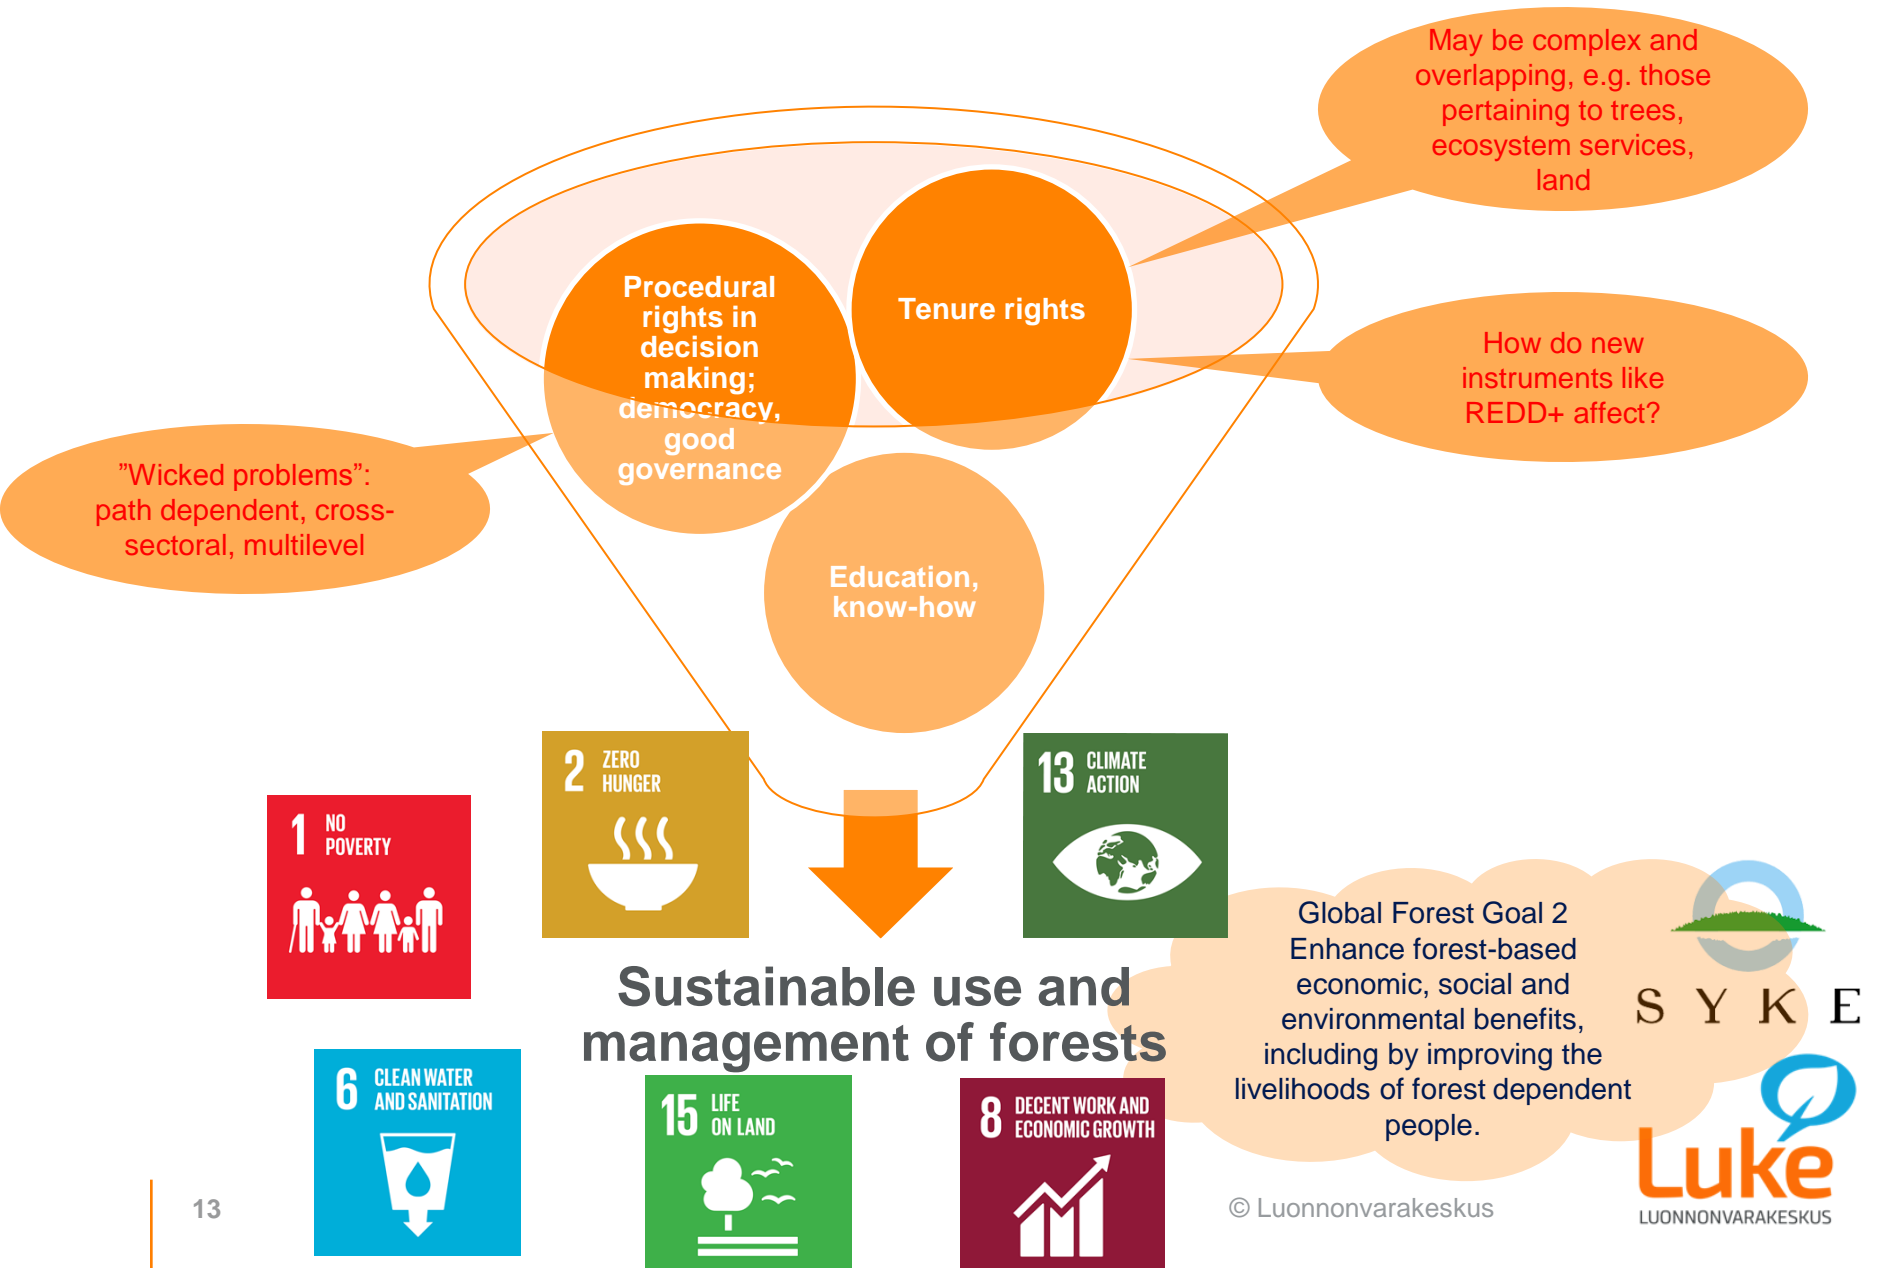 May be complex and
overlapping, e.g. those
pertaining to trees,
ecosystem services,
land
Procedural
rights in
decision
making;
democracy,
good
governance
Tenure rights
How do new
instruments like
REDD+ affect?
”Wicked problems”:
path dependent, cross-
sectoral, multilevel
Education,
know-how
2 ZERO
HUNGER
13 CLIMATE
ACTION
1 NO
POVERTY
Sustainable use and
management of forests
Global Forest Goal 2
Enhance forest-based
economic, social and
environmental benefits,
including by improving the
livelihoods of forest dependent
people.
SYKE
6 CLEAN WATER
AND SANITATION
15 LIFE
ON LAND
8 DECENT WORK AND
ECONOMIC GROWTH
Luke
LUONNONVARAKESKUS
13
© Luonnonvarakeskus